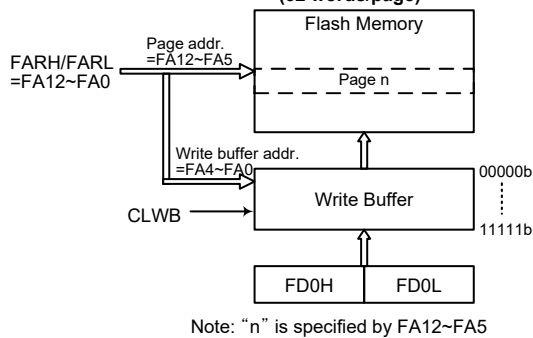 Flash Memory
Page addr.
=FA12~FA5
FARH/FARL
=FA12~FA0
Page n
Write buffer addr.
=FA4~FA0
00000b
Write Buffer
CLWB
11111b
FD0H
FD0L
Note: “n” is specified by FA12~FA5